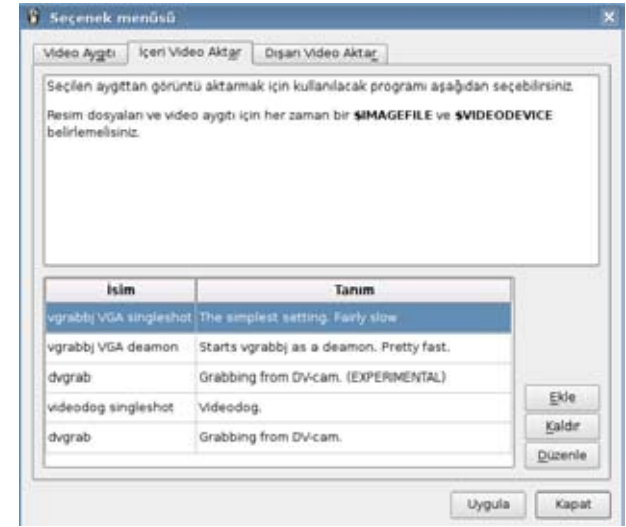 Seçenek menüsü
Video Aygıtı İçeri Video Aktar Dışarı Video Aktar
Seçilen aygıttan görüntü aktarmak için kullanılacak programı aşağıdan seçebilirsiniz.
Resim dosyaları ve video aygıtı için her zaman bir $IMAGEFILE ve $VIDEODEVICE
belirlemelisiniz.
İsim Tanım
vgrabbj VGA singleshot The simplest setting. Fairly slow
vgrabbj VGA deamon Starts vgrabbj as a deamon. Pretty fast.
dvgrab Grabbing from DV-cam. (EXPERIMENTAL)
videodog singleshot Videodog.
dvgrab Grabbing from DV-cam.
Ekle
Kaldır
Düzenle
Uygula Kapat